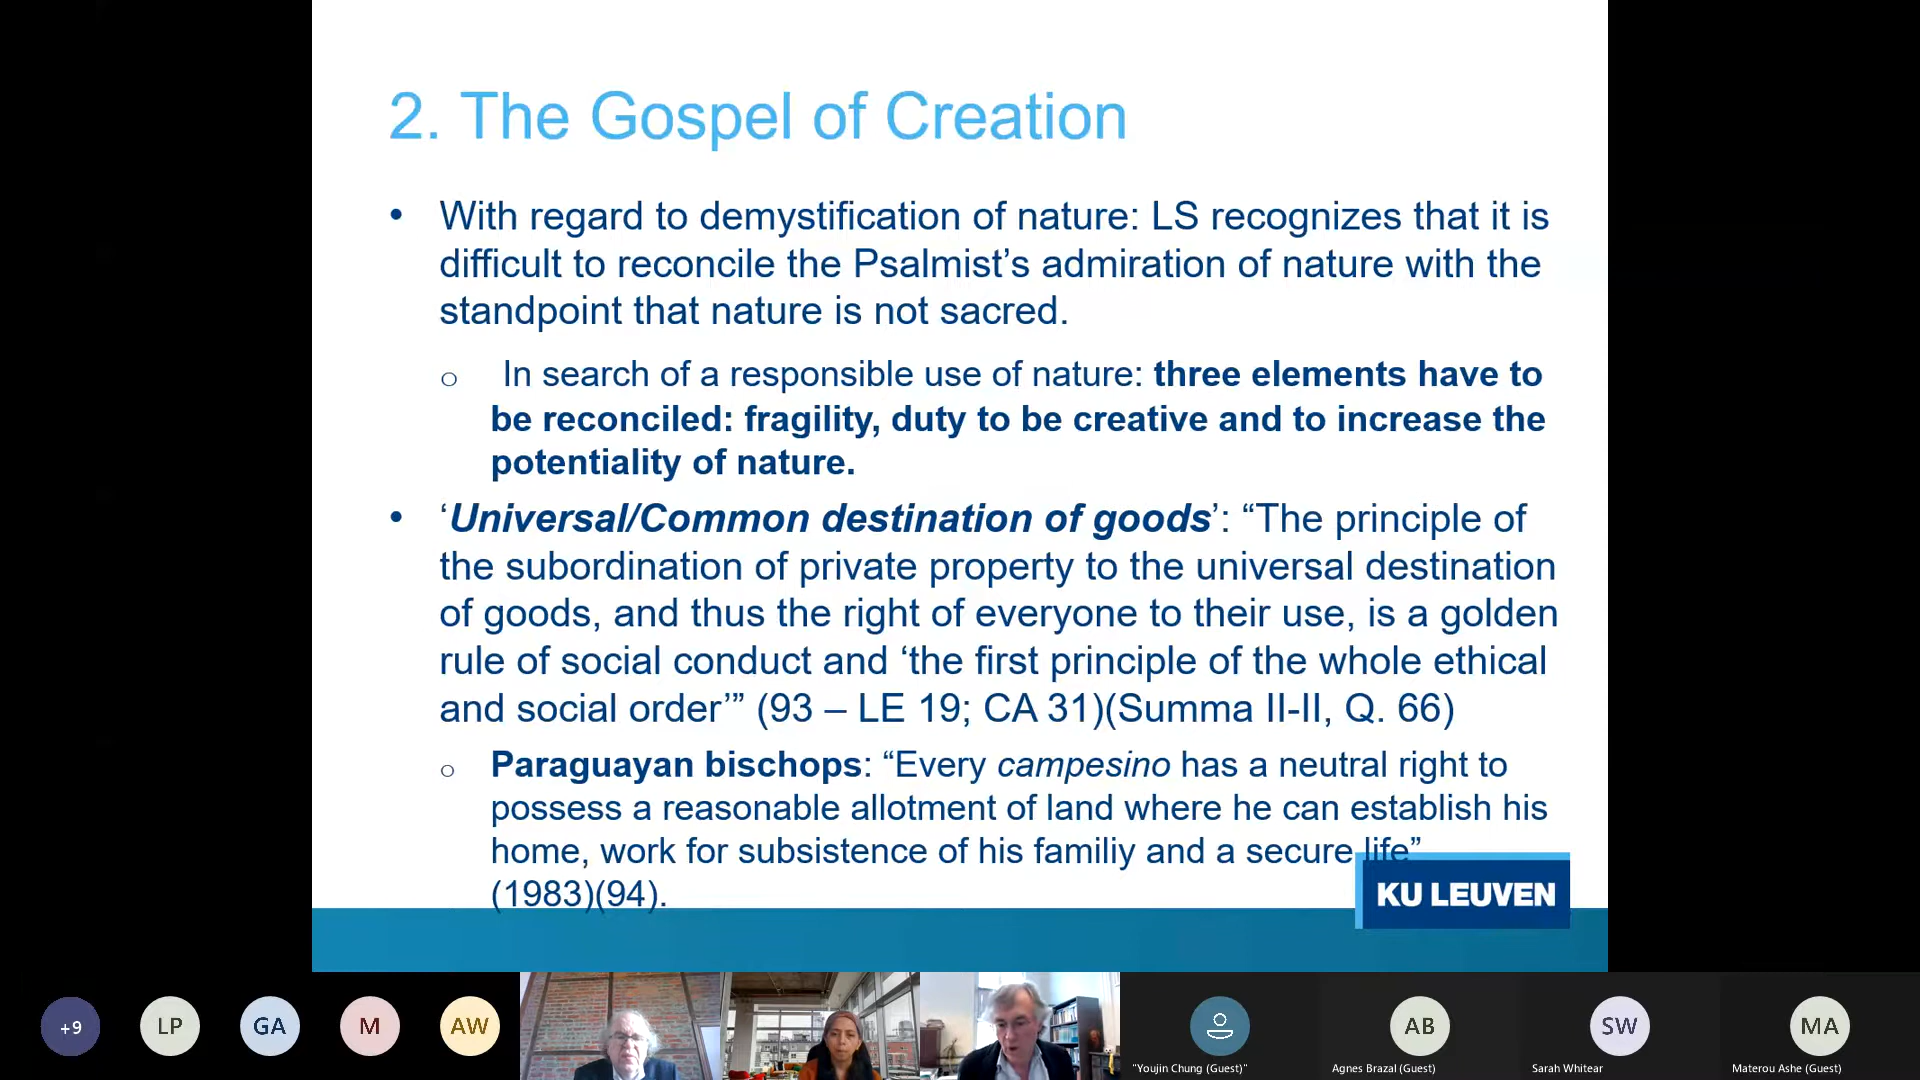 2. The Gospel of Creation
• With regard to demystification of nature: LS recognizes that it is
difficult to reconcile the Psalmist’s admiration of nature with the
standpoint that nature is not sacred.
o In search of a responsible use of nature: three elements have to
be reconciled: fragility, duty to be creative and to increase the
potentiality of nature.
• ‘Universal/Common destination of goods’: “The principle of
the subordination of private property to the universal destination
of goods, and thus the right of everyone to their use, is a golden
rule of social conduct and ‘the first principle of the whole ethical
and social order’” (93 – LE 19; CA 31)(Summa II-II, Q. 66)
o Paraguayan bischops: “Every campesino has a neutral right to
possess a reasonable allotment of land where he can establish his
home, work for subsistence of his familiy and a secure life”
(1983)(94).
KU LEUVEN
+9
LP
GA
M
AW
AB
SW
MA
"Youjin Chung (Guest)"
Agnes Brazal (Guest)
Sarah Whitear
Materou Ashe (Guest)